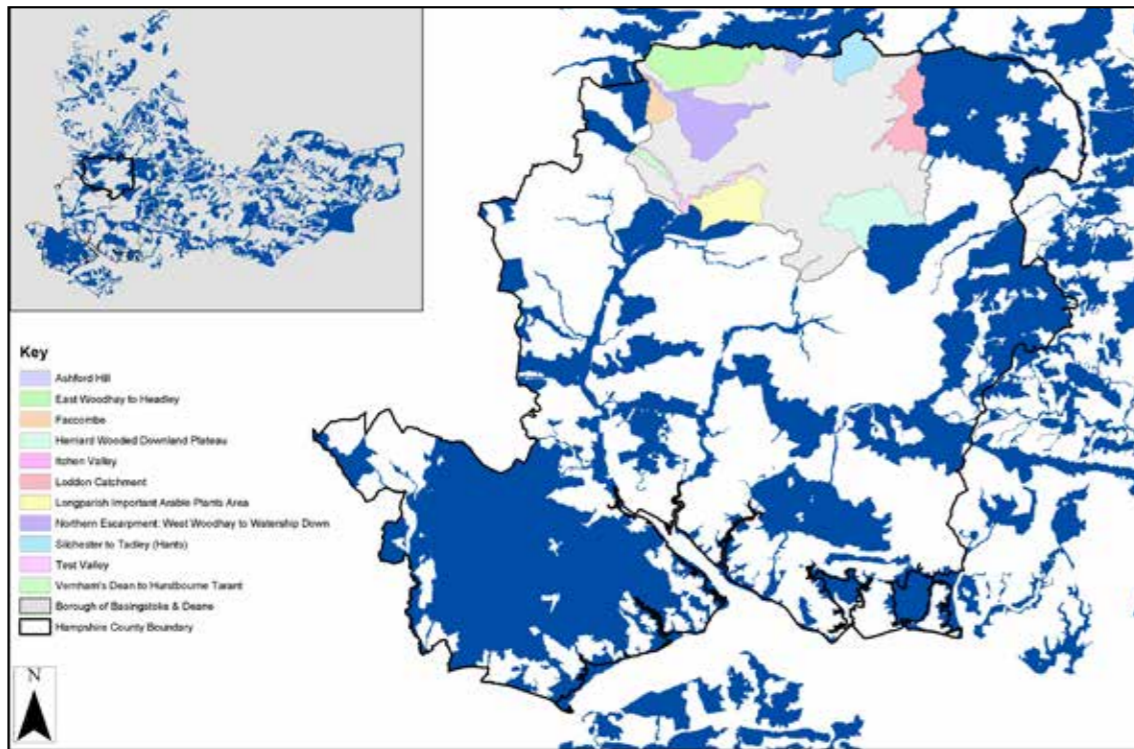 Key
Ashford Hill
East Woodhay to Headley
Faccombe
Herriard Wooded Downland Plateau
Itchen Valley
Loddon Catchment
Longparish Important Arable Plants Area
Northern Escarpment: West Woodhay to Watership Down
Silchester to Tadley (Hants)
Test Valley
Vernham's Dean to Hurstbourne Tarrant
Borough of Basingstoke & Deane
Hampshire County Boundary
N